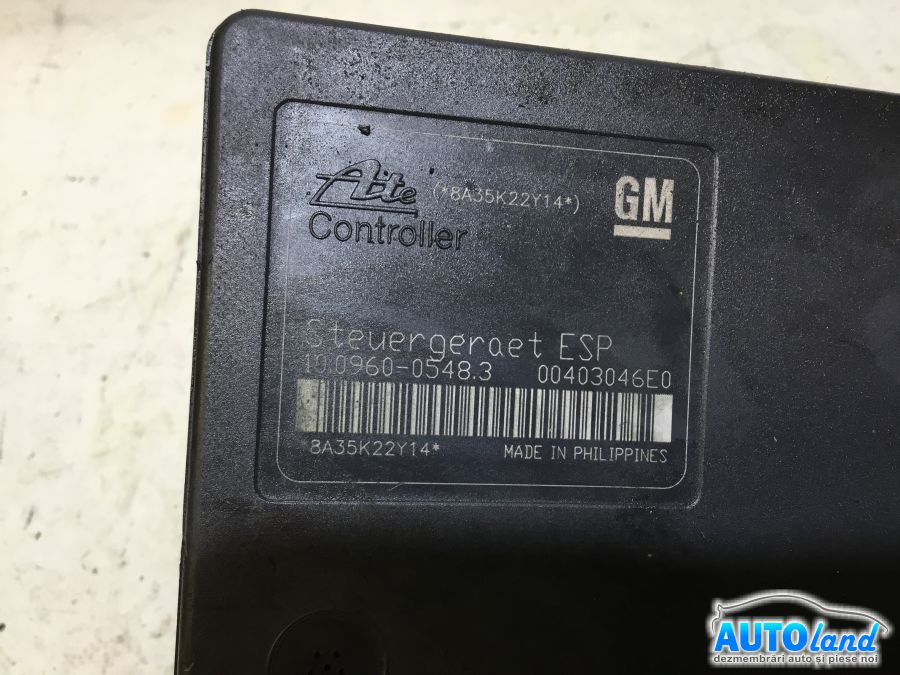 Ate (*8A35K22Y14*) GM
Controller
Steuergeraet ESP
10.0960-0548.3 00403046E0
8A35K22Y14* MADE IN PHILIPPINES
AUTOland
dezmembrări auto și piese noi